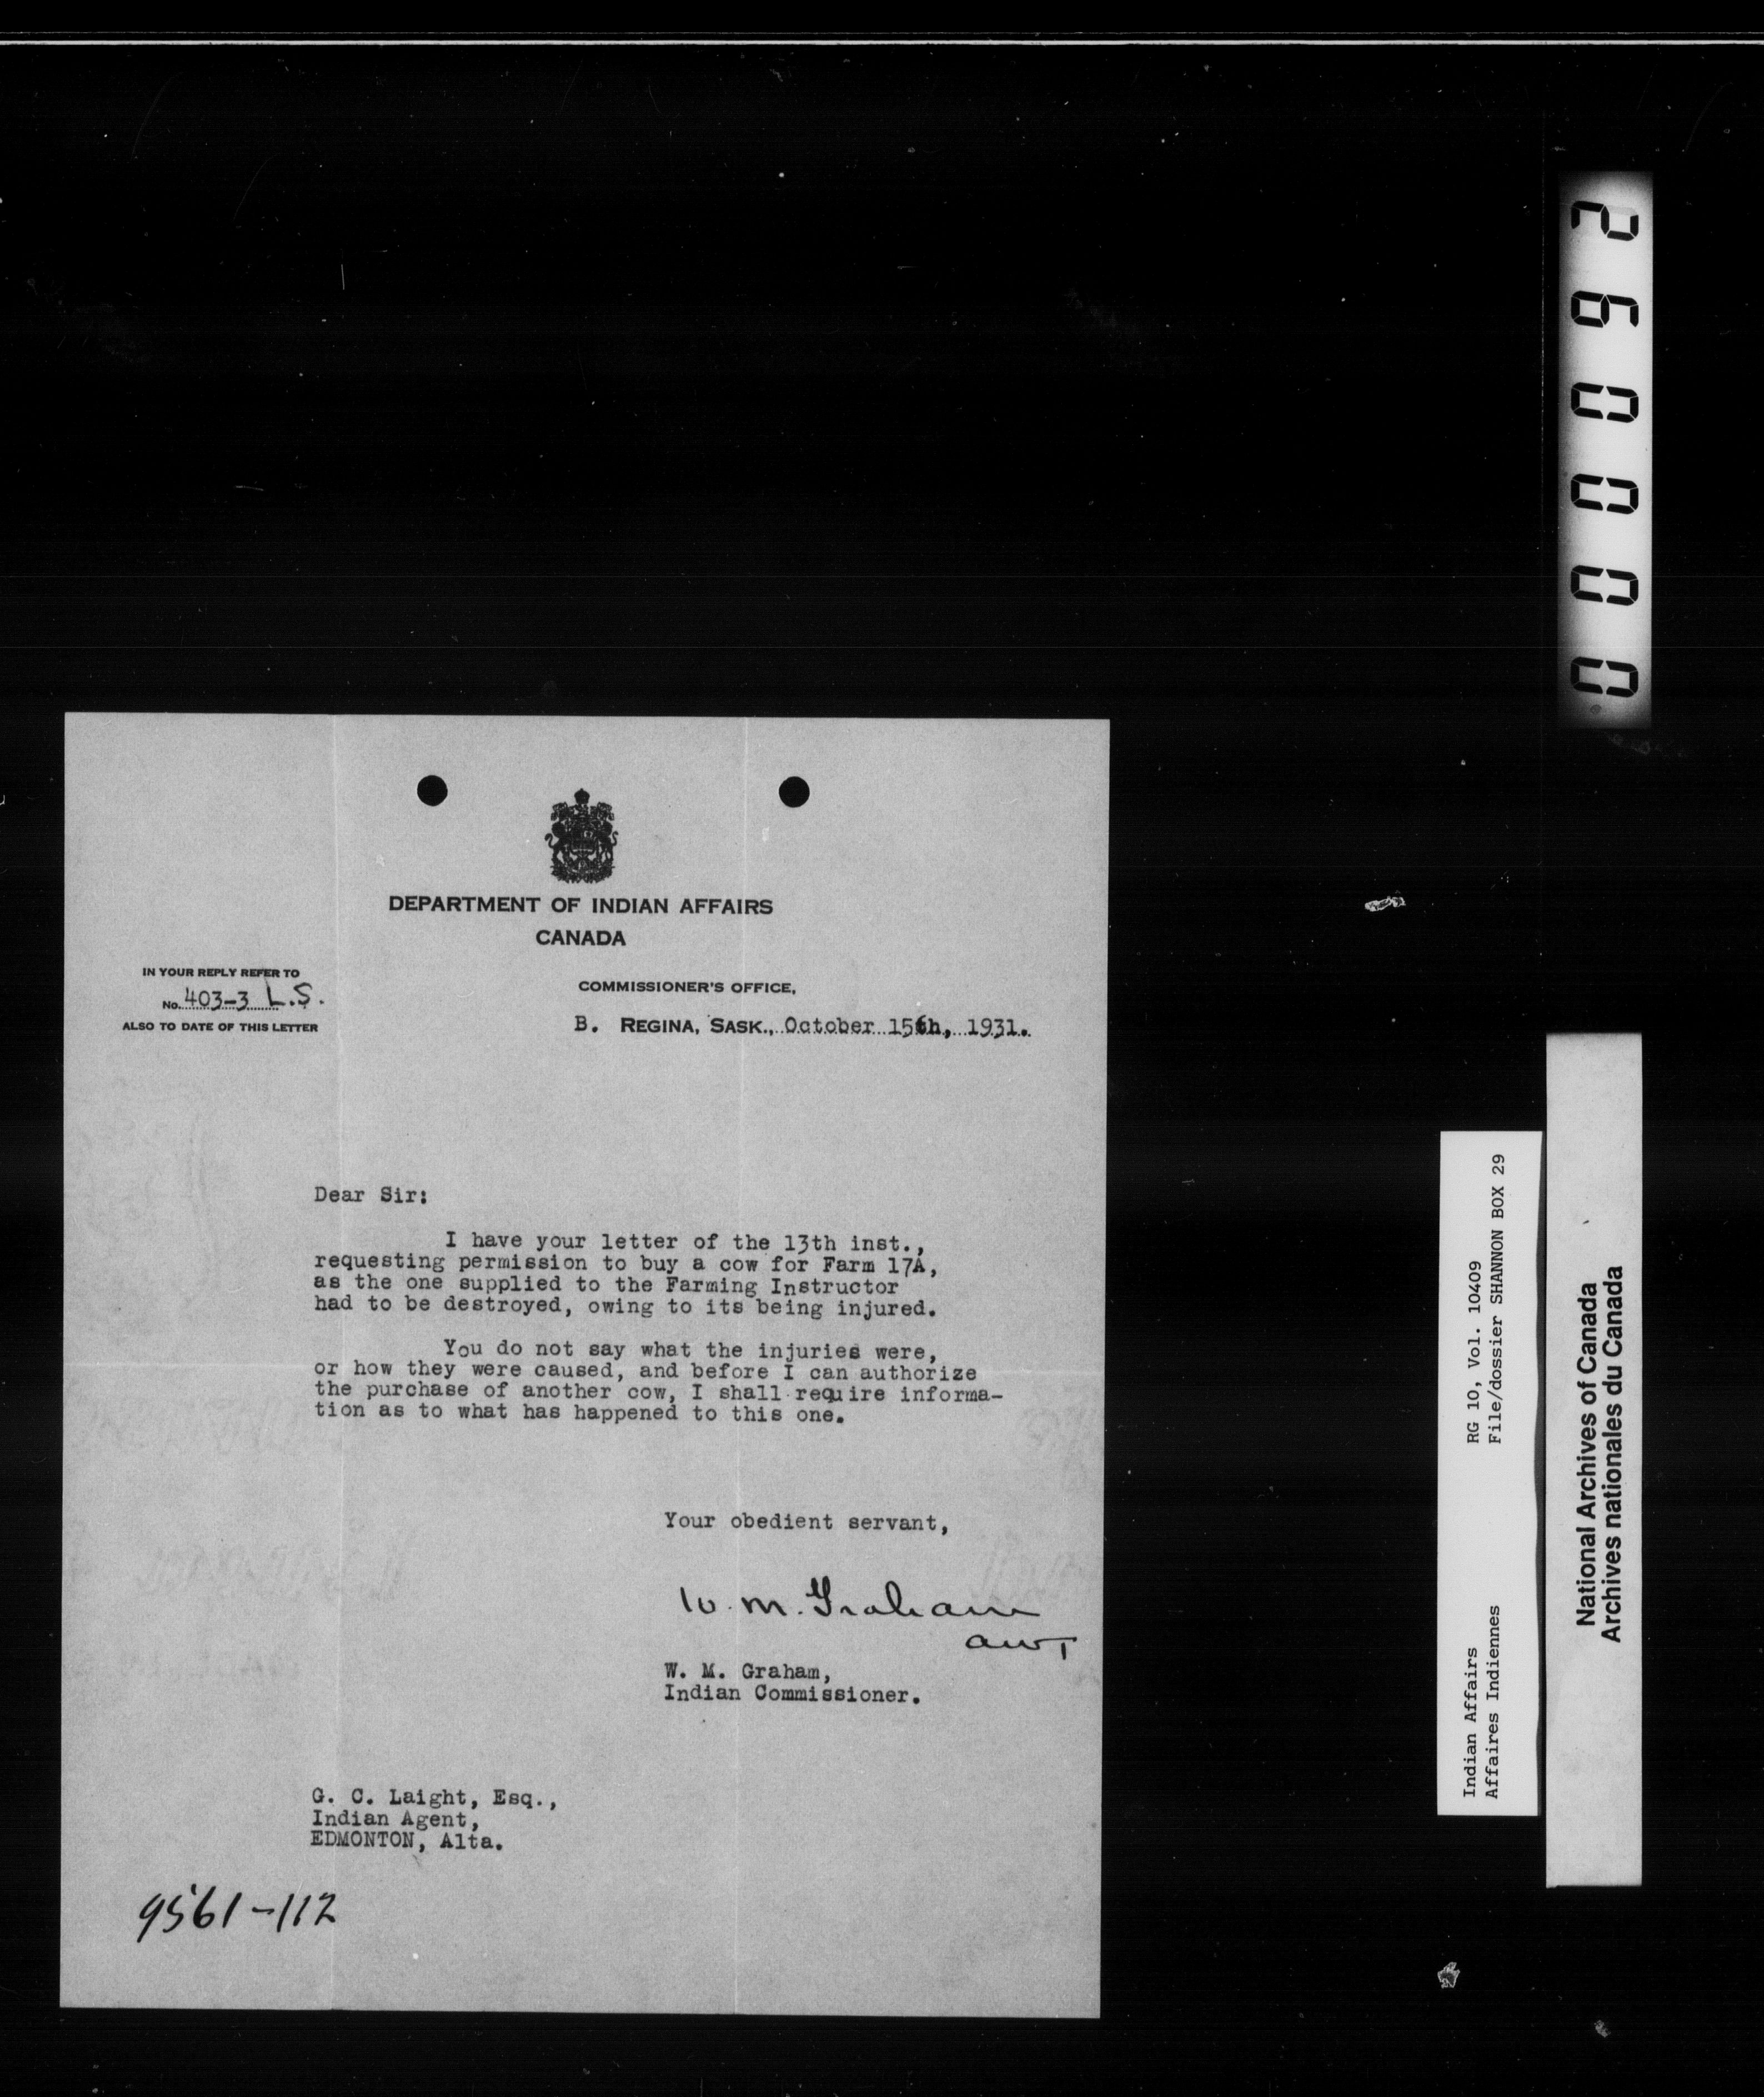 DEPARTMENT OF INDIAN AFFAIRS
CANADA
IN YOUR REPLY REFER TO
No. 403-3 L.S.
ALSO TO DATE OF THIS LETTER
COMMISSIONER'S OFFICE,
B. REGINA, SASK., October 15th, 1931.
Dear Sir:
I have your letter of the 13th inst.,
requesting permission to buy a cow for Farm 17A,
as the one supplied to the Farming Instructor
had to be destroyed, owing to its being injured.
You do not say what the injuries were,
or how they were caused, and before I can authorize
the purchase of another cow, I shall require informa-
tion as to what has happened to this one.
Your obedient servant,
W. M. Graham
AWT
W. M. Graham,
Indian Commissioner.
G. C. Laight, Esq.,
Indian Agent,
EDMONTON, Alta.
9561-112
000092
Indian Affairs RG 10, Vol. 10409
Affaires Indiennes File/dossier SHANNON BOX 29
National Archives of Canada
Archives nationales du Canada